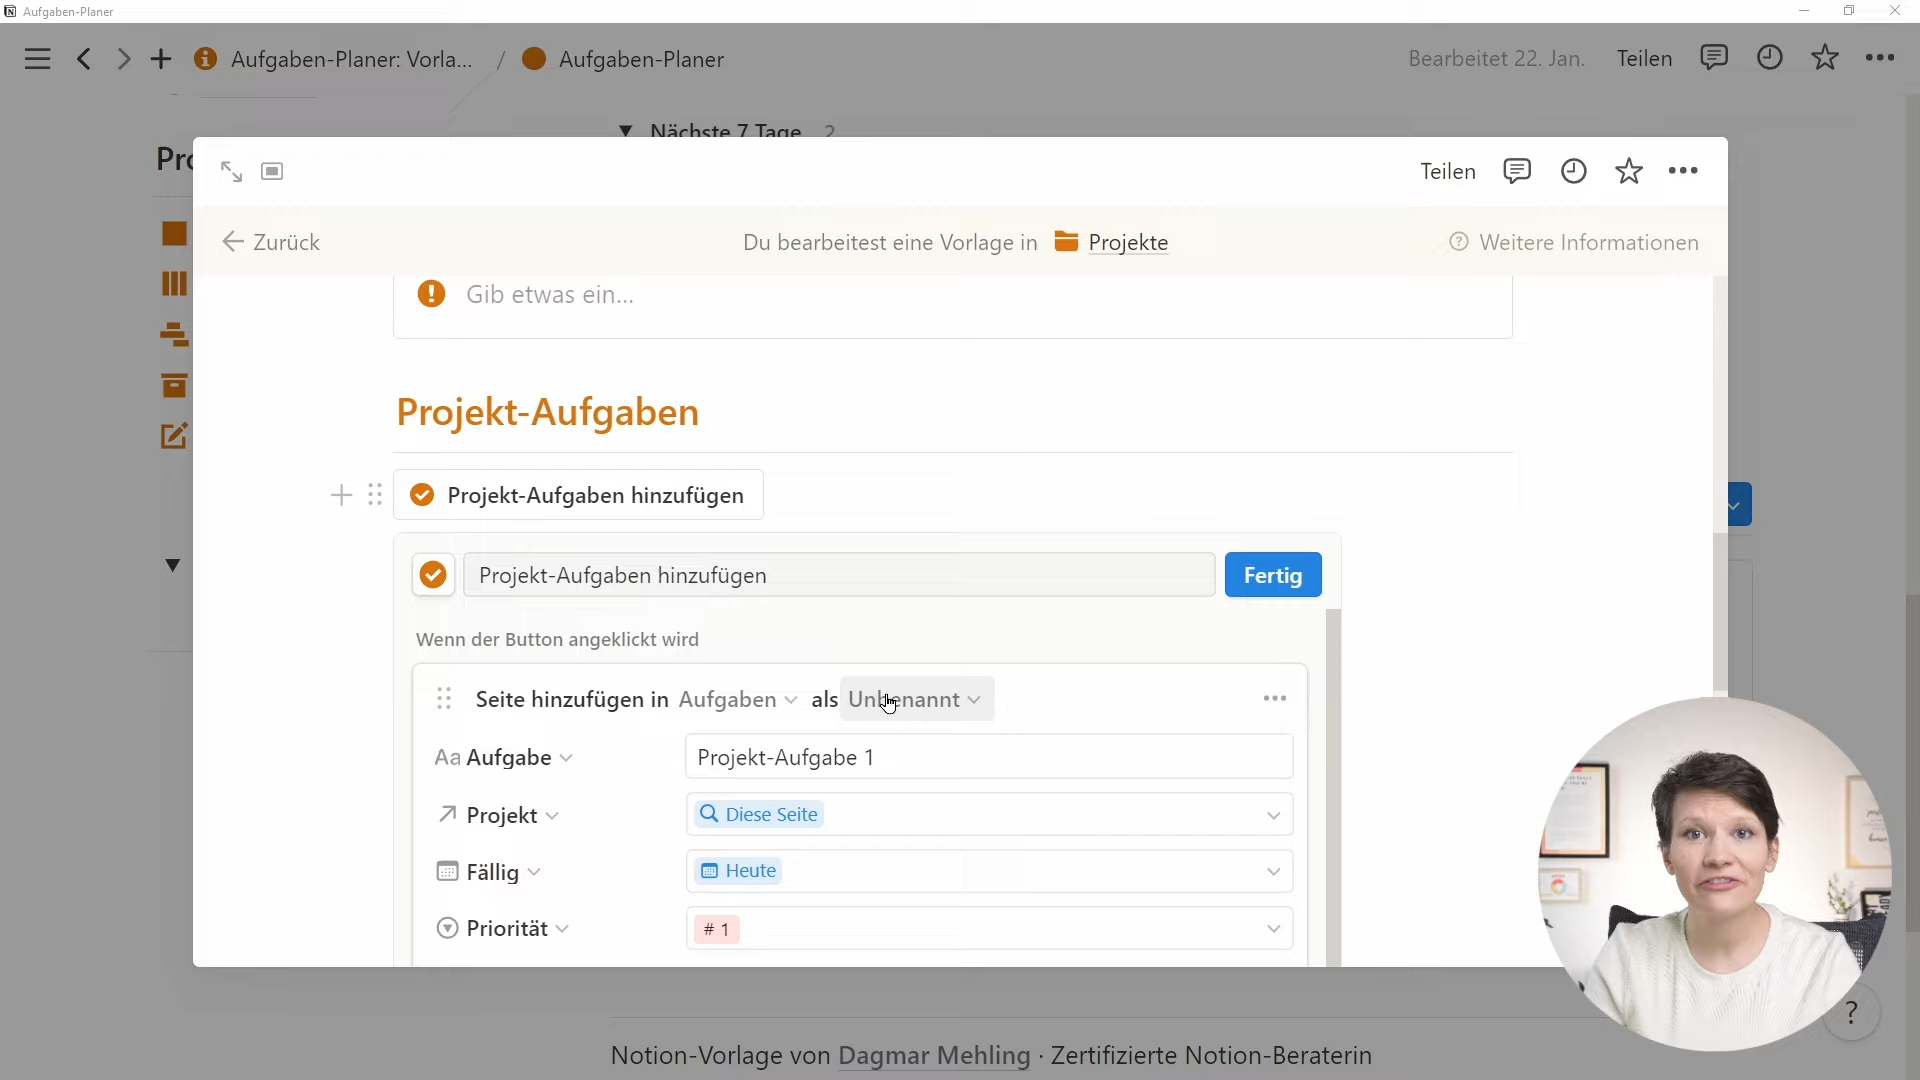 Aufgaben-Planer
Aufgaben-Planer: Vorla... / Aufgaben-Planer
Bearbeitet 22. Jan. Teilen
Nächste 7 Tage 2
Teilen
Zurück
Du bearbeitest eine Vorlage in Projekte
Weitere Informationen
Gib etwas ein...
Projekt-Aufgaben
Projekt-Aufgaben hinzufügen
Projekt-Aufgaben hinzufügen
Fertig
Wenn der Button angeklickt wird
Seite hinzufügen in Aufgaben als Unbenannt
Aa Aufgabe
Projekt-Aufgabe 1
Projekt
Diese Seite
Fällig
Heute
Priorität
# 1
?
Notion-Vorlage von Dagmar Mehling · Zertifizierte Notion-Beraterin